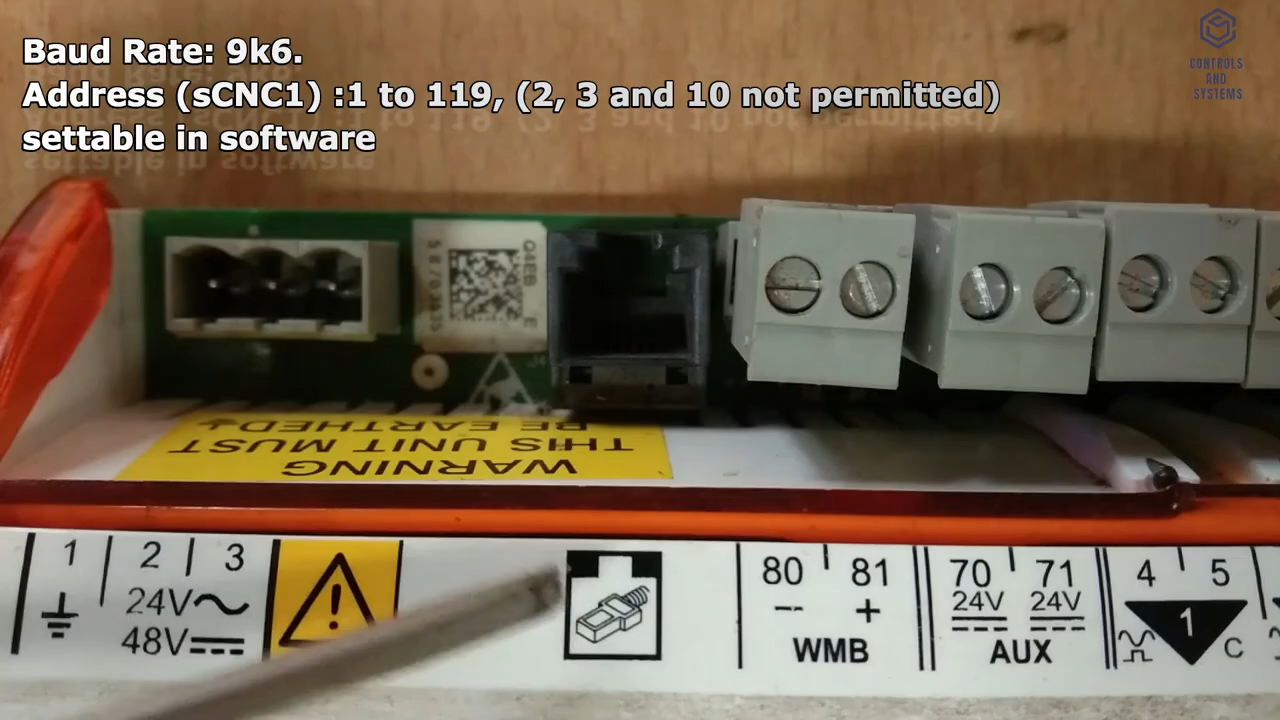 Baud Rate: 9k6.
Address (sCNC1) :1 to 119, (2, 3 and 10 not permitted)
settable in software
CONTROLS
AND
SYSTEMS
Q4EB
E
WARNING
THIS UNIT MUST
BE EARTHED
1 2 3
24V
48V
80 81
- +
WMB
70 71
24V 24V
AUX
4 5
1
C